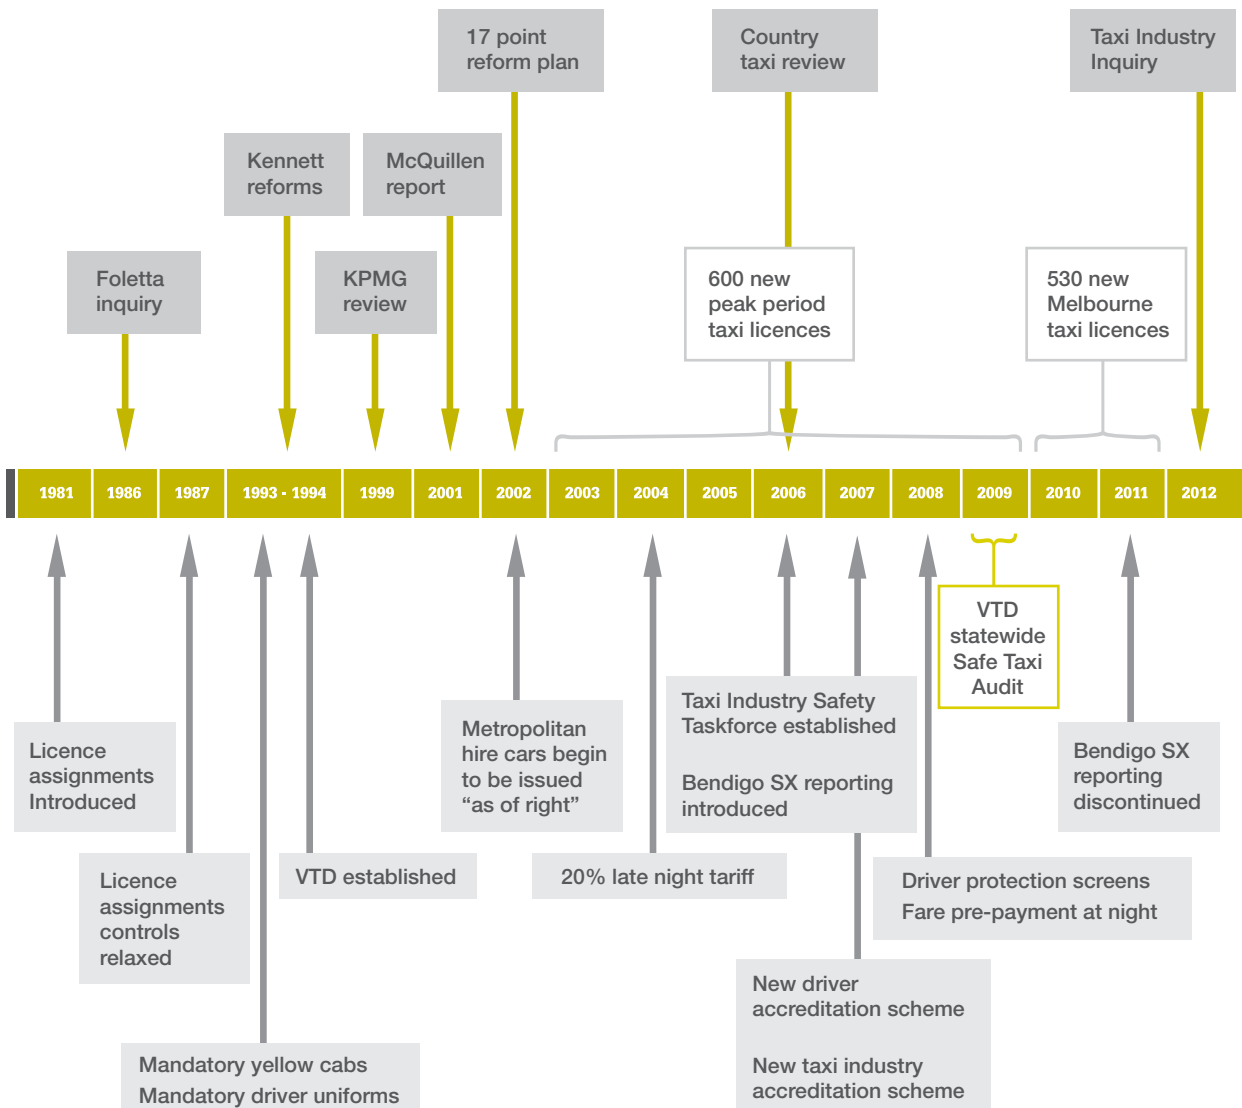 17 point
reform plan
Country
taxi review
Taxi Industry
Inquiry
Kennett
reforms
McQuillen
report
Foletta
inquiry
KPMG
review
600 new
peak period
taxi licences
530 new
Melbourne
taxi licences
1981
1986
1987
1993 - 1994
1999
2001
2002
2003
2004
2005
2006
2007
2008
2009
2010
2011
2012
VTD
statewide
Safe Taxi
Audit
Licence
assignments
Introduced
Metropolitan
hire cars begin
to be issued
“as of right”
Taxi Industry Safety
Taskforce established
Bendigo SX reporting
introduced
Bendigo SX
reporting
discontinued
Licence
assignments
controls
relaxed
VTD established
20% late night tariff
Driver protection screens
Fare pre-payment at night
New driver
accreditation scheme
New taxi industry
accreditation scheme
Mandatory yellow cabs
Mandatory driver uniforms